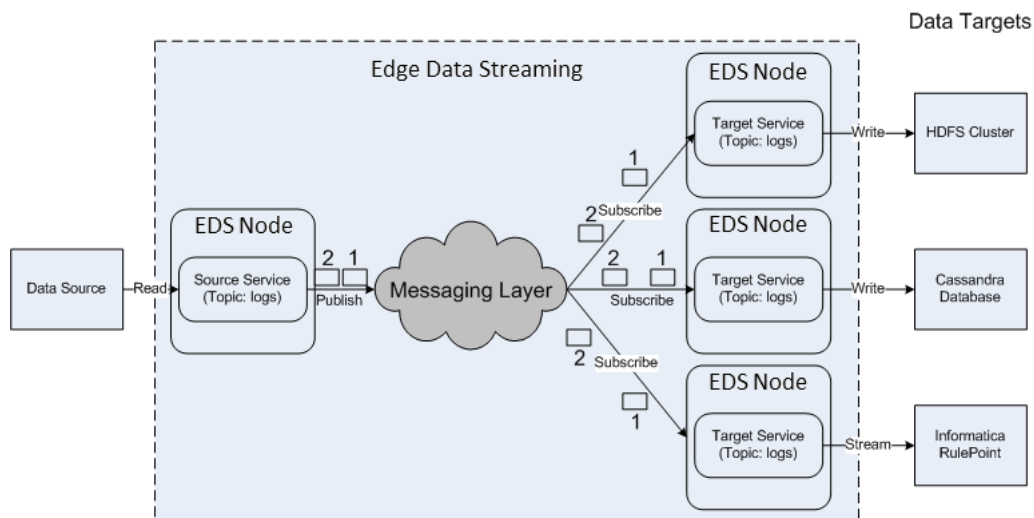 Data Targets
Edge Data Streaming
EDS Node
Target Service
(Topic: logs)
Write
HDFS Cluster
1
2
Subscribe
EDS Node
Source Service
(Topic: logs)
Data Source
Read
2 1
Publish
Messaging Layer
2 1
Subscribe
EDS Node
Target Service
(Topic: logs)
Write
Cassandra
Database
2
Subscribe
1
EDS Node
Target Service
(Topic: logs)
Stream
Informatica
RulePoint